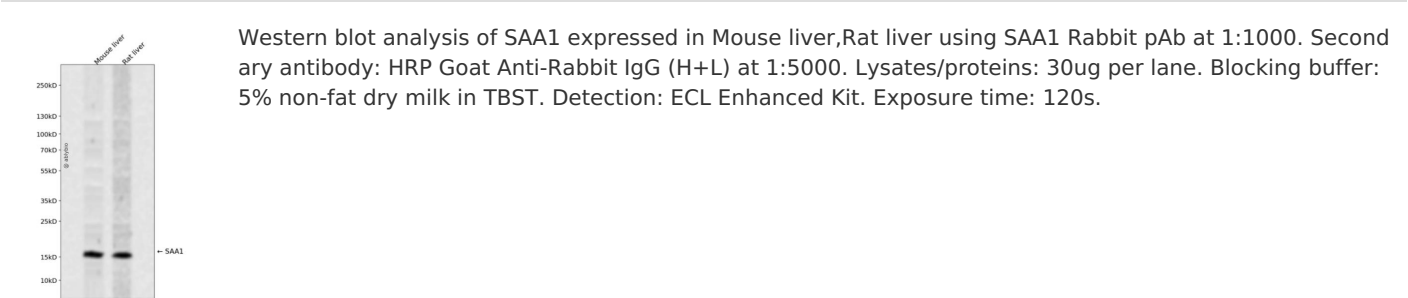 Mouse liver
Rat liver
Western blot analysis of SAA1 expressed in Mouse liver,Rat liver using SAA1 Rabbit pAb at 1:1000. Second
ary antibody: HRP Goat Anti-Rabbit IgG (H+L) at 1:5000. Lysates/proteins: 30ug per lane. Blocking buffer:
5% non-fat dry milk in TBST. Detection: ECL Enhanced Kit. Exposure time: 120s.
250kD
130kD
100kD
70kD
55kD
35kD
25kD
15kD
10kD
← SAA1